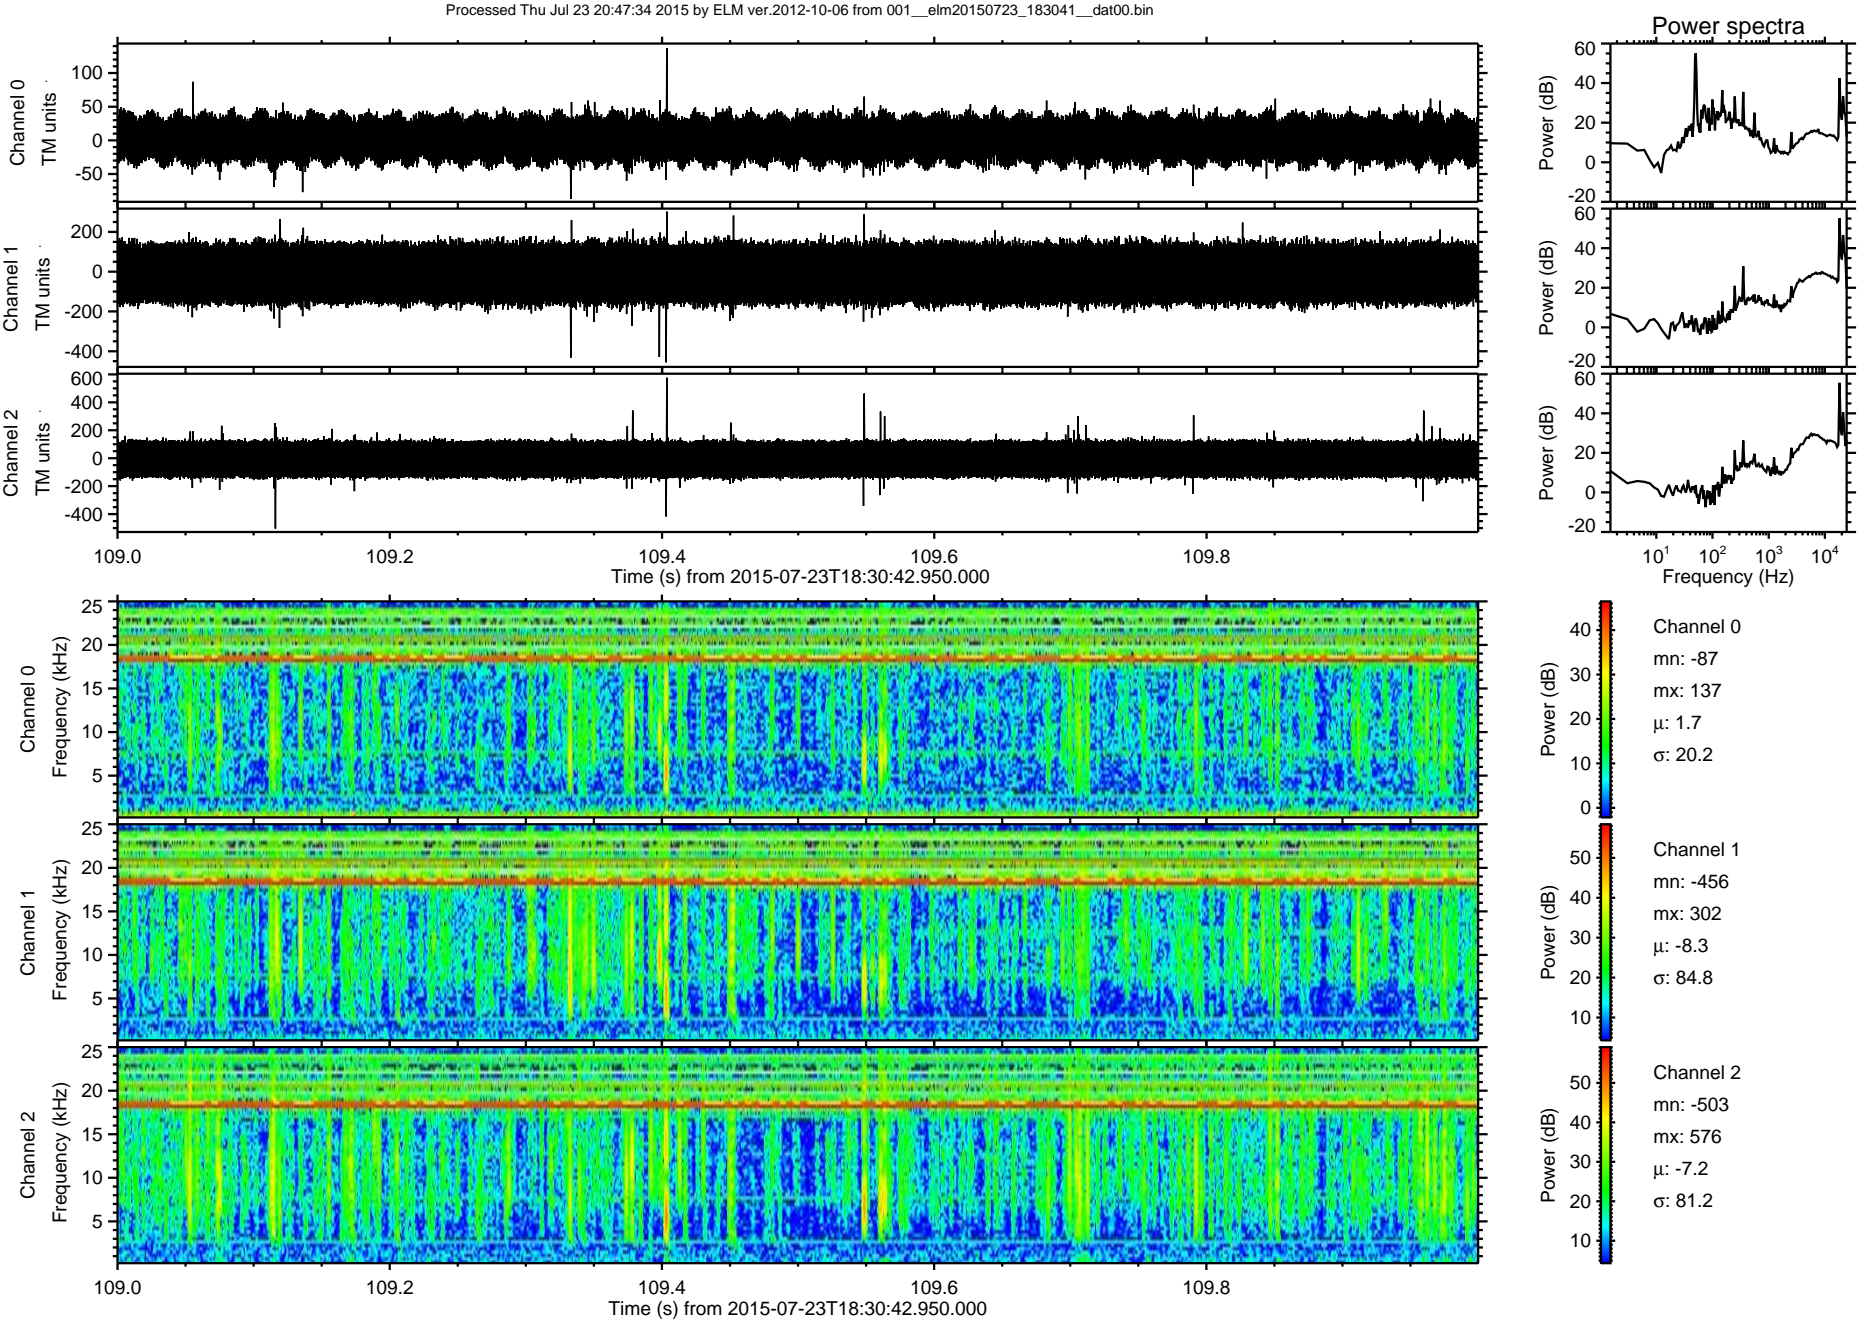 Processed Thu Jul 23 20:47:34 2015 by ELM ver.2012-10-06 from 001__elm20150723_183041__dat00.bin
Power spectra
Channel 0
TM units
100
50
0
-50
Power (dB)
60
40
20
0
-20
Channel 1
TM units
200
0
-200
-400
Power (dB)
60
40
20
0
-20
Channel 2
TM units
600
400
200
0
-200
-400
Power (dB)
60
40
20
0
-20
109.0 109.2 109.4 109.6 109.8
Time (s) from 2015-07-23T18:30:42.950.000
10¹ 10² 10³ 10⁴
Frequency (Hz)
Channel 0
Frequency (kHz)
25
20
15
10
5
Power (dB)
40
30
20
10
0
Channel 0
mn: -87
mx: 137
μ: 1.7
σ: 20.2
Channel 1
Frequency (kHz)
25
20
15
10
5
Power (dB)
50
40
30
20
10
Channel 1
mn: -456
mx: 302
μ: -8.3
σ: 84.8
Channel 2
Frequency (kHz)
25
20
15
10
5
Power (dB)
50
40
30
20
10
Channel 2
mn: -503
mx: 576
μ: -7.2
σ: 81.2
109.0 109.2 109.4 109.6 109.8
Time (s) from 2015-07-23T18:30:42.950.000